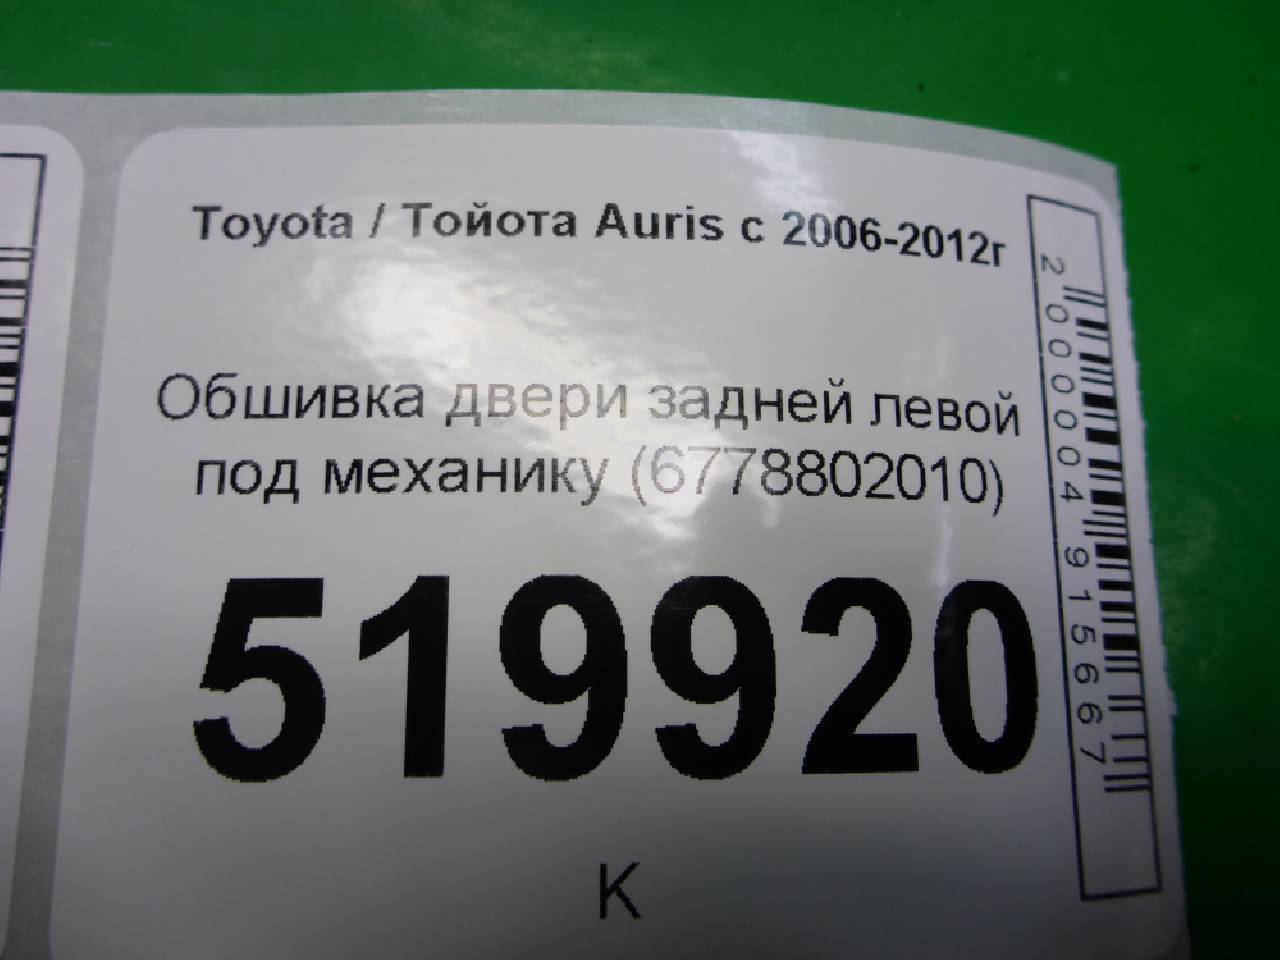 Toyota / Тойота Auris с 2006-2012г
Обшивка двери задней левой
под механику (6778802010)
519920
К
2000004915667